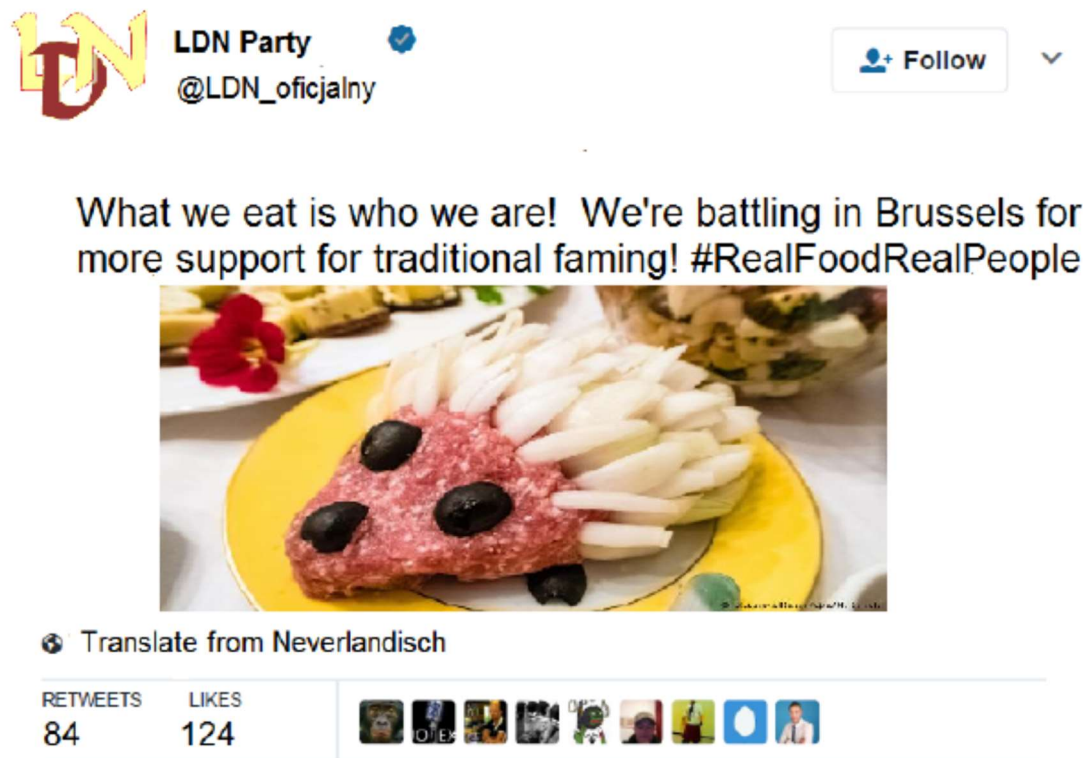 LDN
LDN Party
@LDN_oficjalny
Follow
What we eat is who we are! We're battling in Brussels for
more support for traditional faming! #RealFoodRealPeople
Translate from Neverlandisch
RETWEETS LIKES
84 124